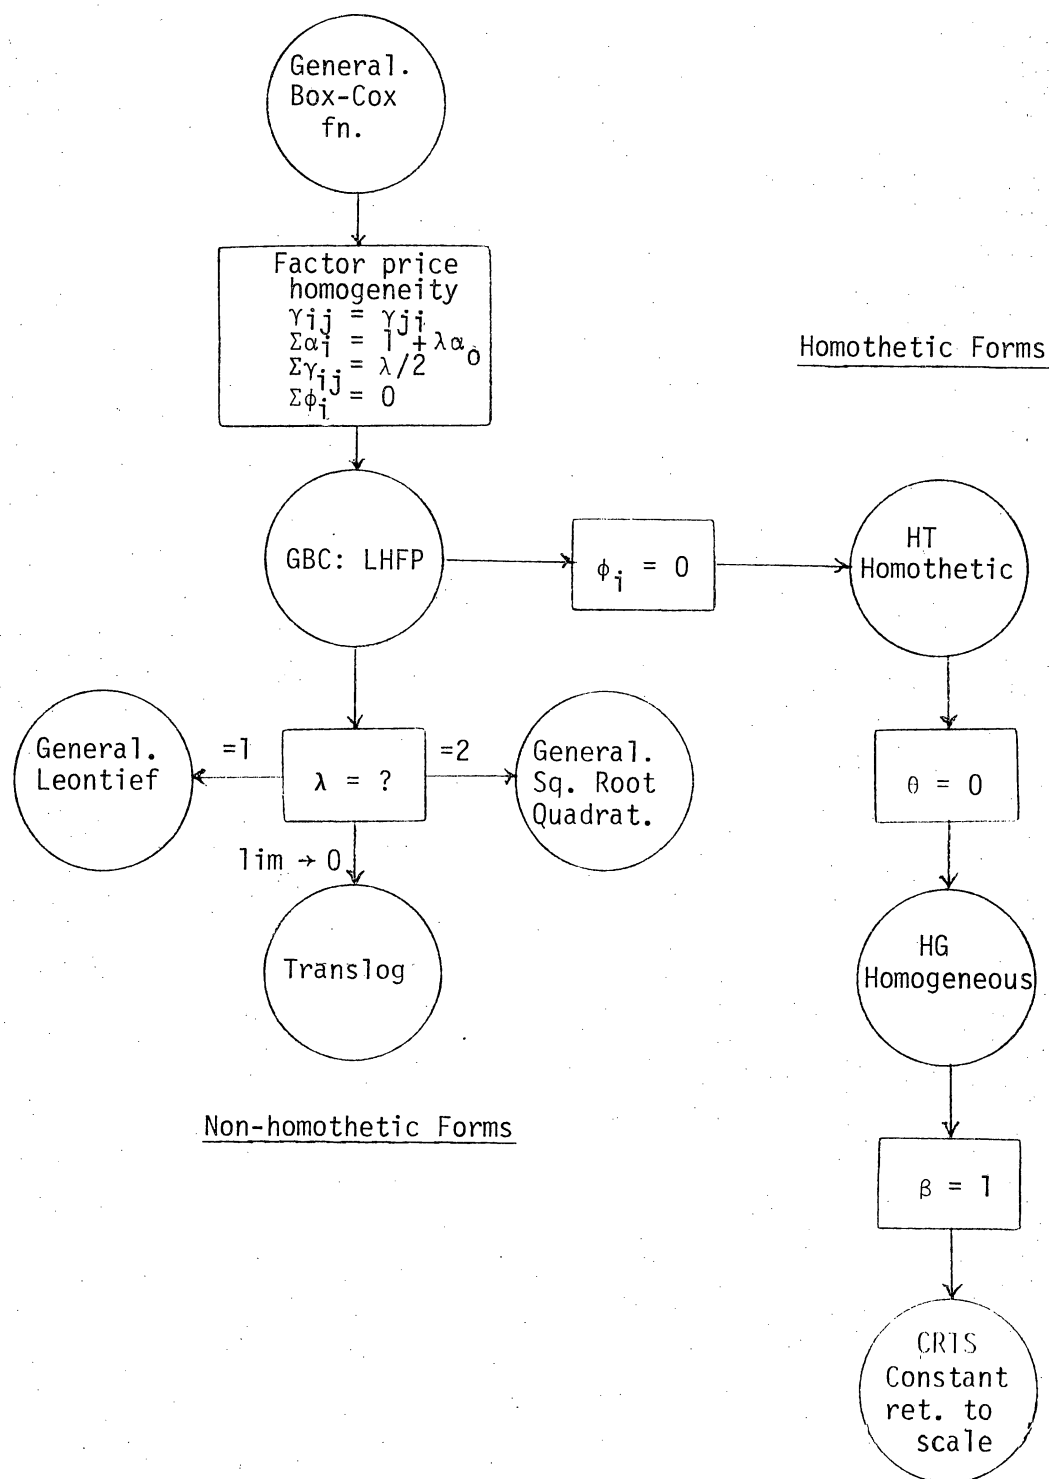 General.
Box-Cox
fn.
Factor price
homogeneity
γij = γji
Σαi = 1 + λα0
Σγij = λ/2
Σϕi = 0
Homothetic Forms
GBC: LHFP
ϕi = 0
HT
Homothetic
General.
Leontief
=1
λ = ?
=2
General.
Sq. Root
Quadrat.
θ = 0
lim → 0
Translog
HG
Homogeneous
Non-homothetic Forms
β = 1
CRTS
Constant
ret. to
scale